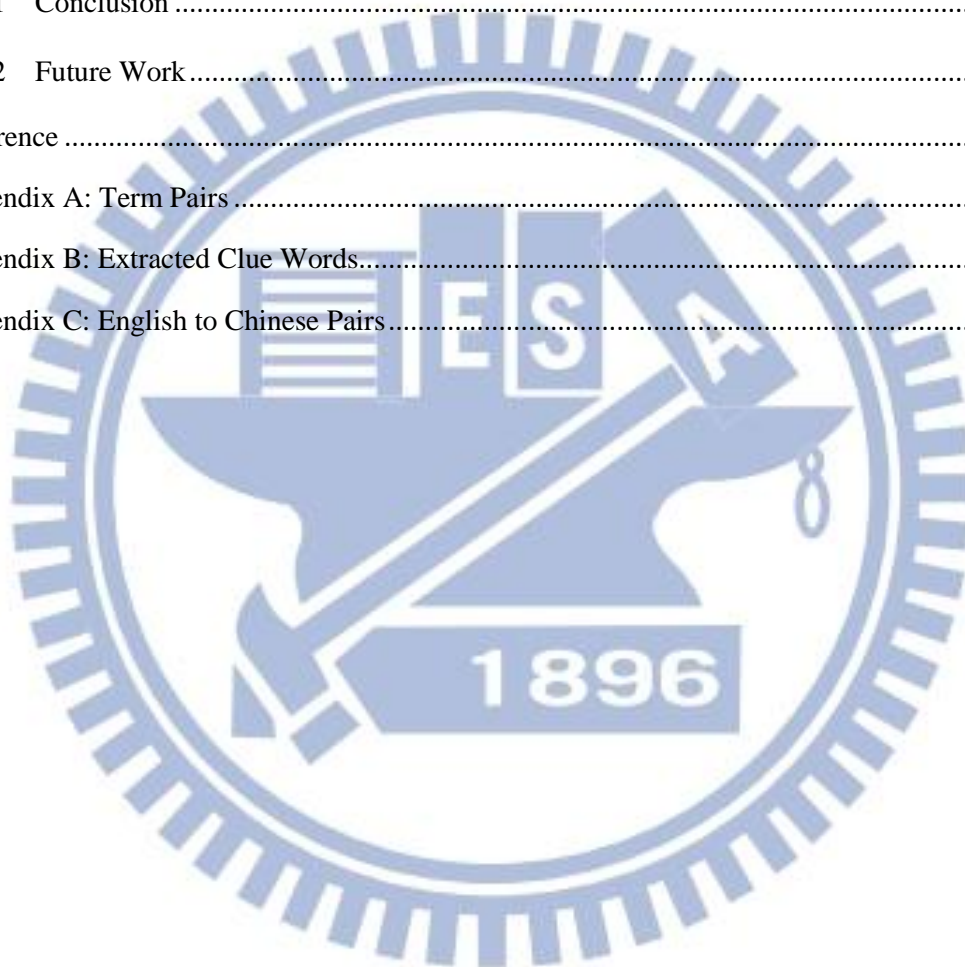 1 Conclusion ........................................................................................................
2 Future Work ......................................................................................................
rence ...................................................................................................................
endix A: Term Pairs ...........................................................................................
endix B: Extracted Clue Words..........................................................................
endix C: English to Chinese Pairs......................................................................
E S A
8
1896